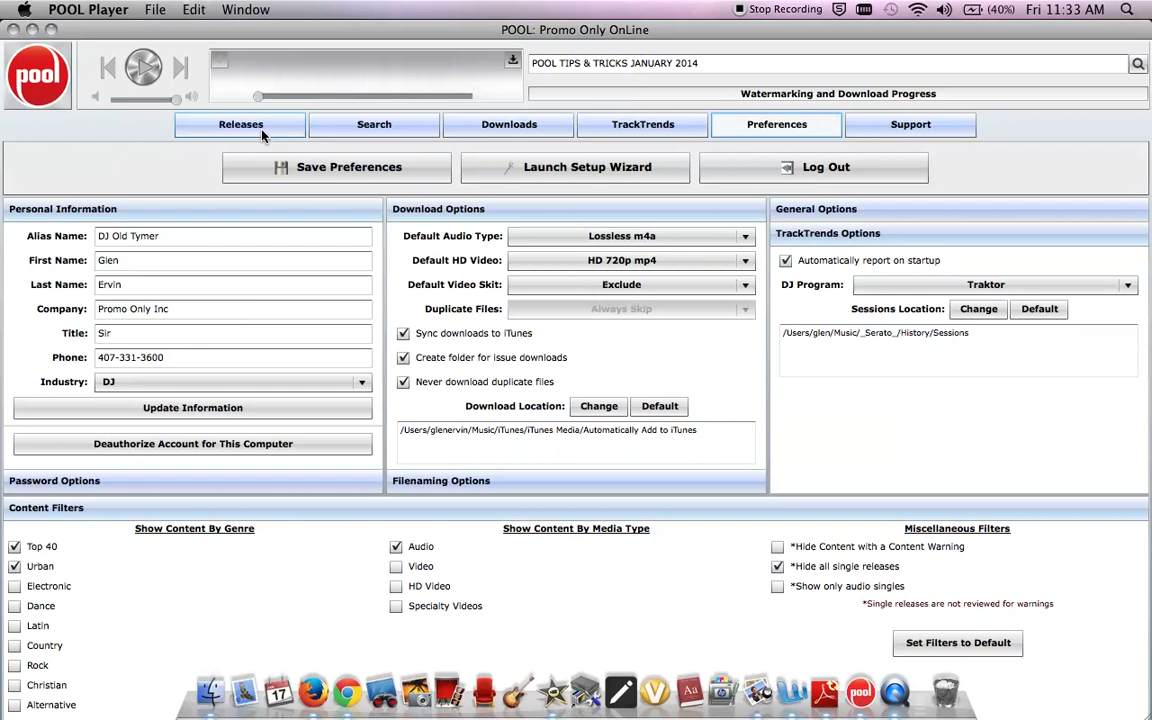 POOL Player File Edit Window Stop Recording (40%) Fri 11:33 AM
POOL: Promo Only OnLine
pool
POOL TIPS & TRICKS JANUARY 2014
Watermarking and Download Progress
Releases Search Downloads TrackTrends Preferences Support
Save Preferences Launch Setup Wizard Log Out
Personal Information
Alias Name: DJ Old Tymer
First Name: Glen
Last Name: Ervin
Company: Promo Only Inc
Title: Sir
Phone: 407-331-3600
Industry: DJ
Update Information
Deauthorize Account for This Computer
Password Options
Download Options
Default Audio Type: Lossless m4a
Default HD Video: HD 720p mp4
Default Video Skit: Exclude
Duplicate Files: Always Skip
Sync downloads to iTunes
Create folder for issue downloads
Never download duplicate files
Download Location: Change Default
/Users/glenervin/Music/iTunes/iTunes Media/Automatically Add to iTunes
Filenaming Options
General Options
TrackTrends Options
Automatically report on startup
DJ Program: Traktor
Sessions Location: Change Default
/Users/glen/Music/_Serato_/History/Sessions
Content Filters
Show Content By Genre
Top 40
Urban
Electronic
Dance
Latin
Country
Rock
Christian
Alternative
Show Content By Media Type
Audio
Video
HD Video
Specialty Videos
Miscellaneous Filters
*Hide Content with a Content Warning
*Hide all single releases
*Show only audio singles
*Single releases are not reviewed for warnings
Set Filters to Default
17
pool